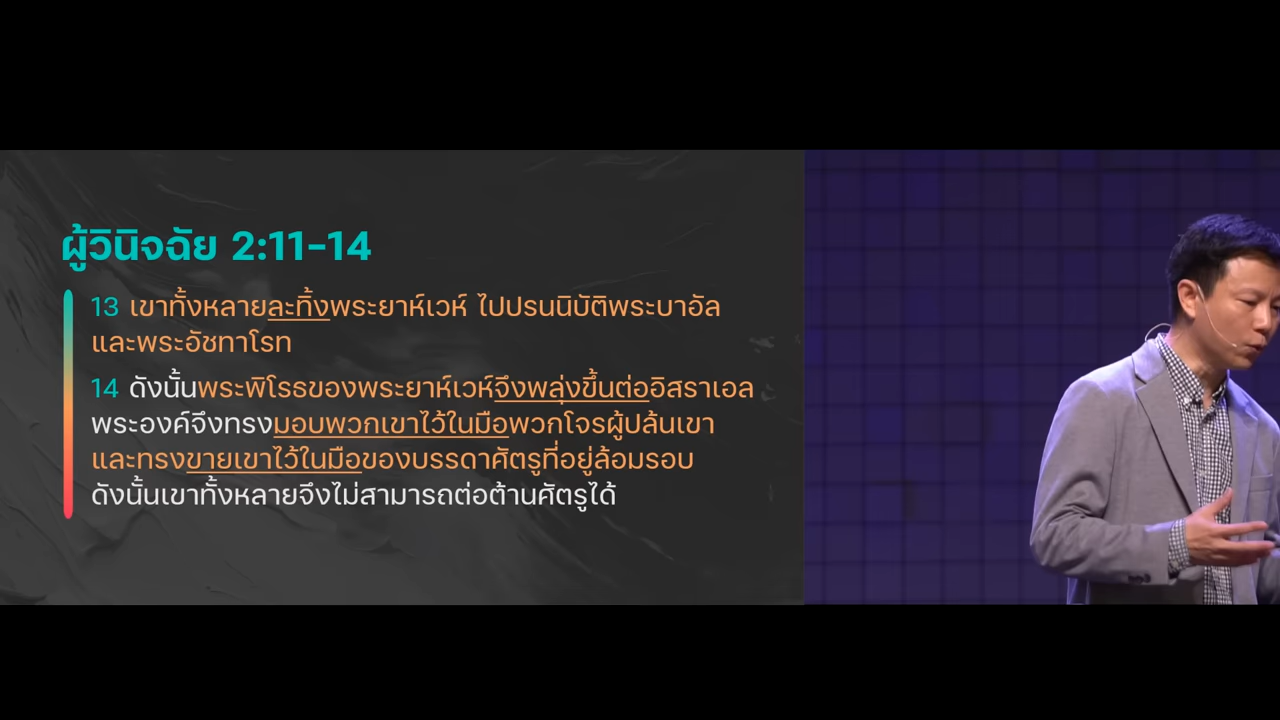 ผู้วินิจฉัย 2:11-14
13 เขาทั้งหลายละทิ้งพระยาห์เวห์ ไปปรนนิบัติพระบาอัล
และพระอัชทาโรท
14 ดังนั้นพระพิโรธของพระยาห์เวห์จึงพลุ่งขึ้นต่ออิสราเอล
พระองค์จึงทรงมอบพวกเขาไว้ในมือพวกโจรผู้ปล้นเขา
และทรงขายเขาไว้ในมือของบรรดาศัตรูที่อยู่ล้อมรอบ
ดังนั้นเขาทั้งหลายจึงไม่สามารถต่อต้านศัตรูได้